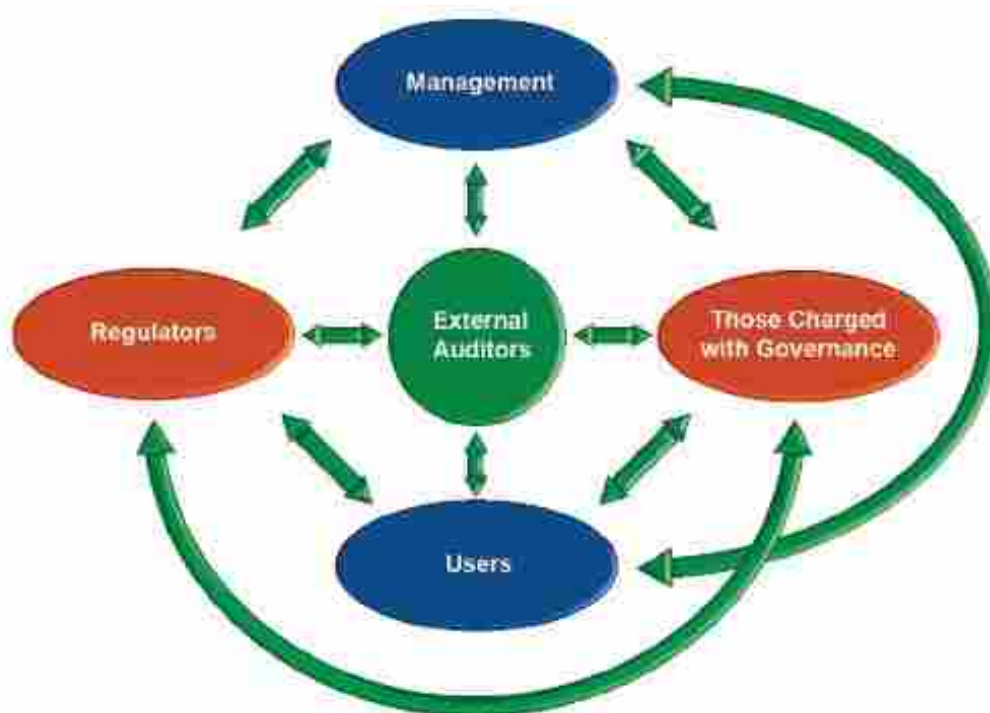 Management
Regulators
External
Auditors
Those Charged
with Governance
Users